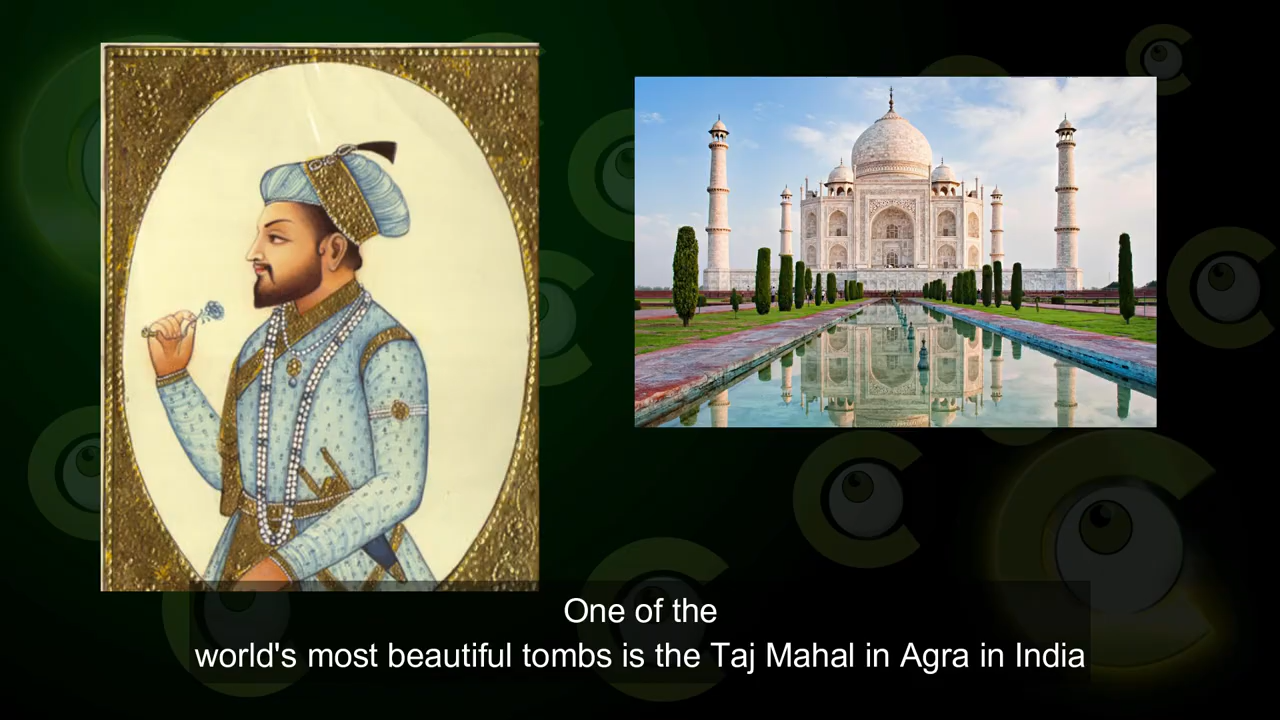 One of the
world's most beautiful tombs is the Taj Mahal in Agra in India